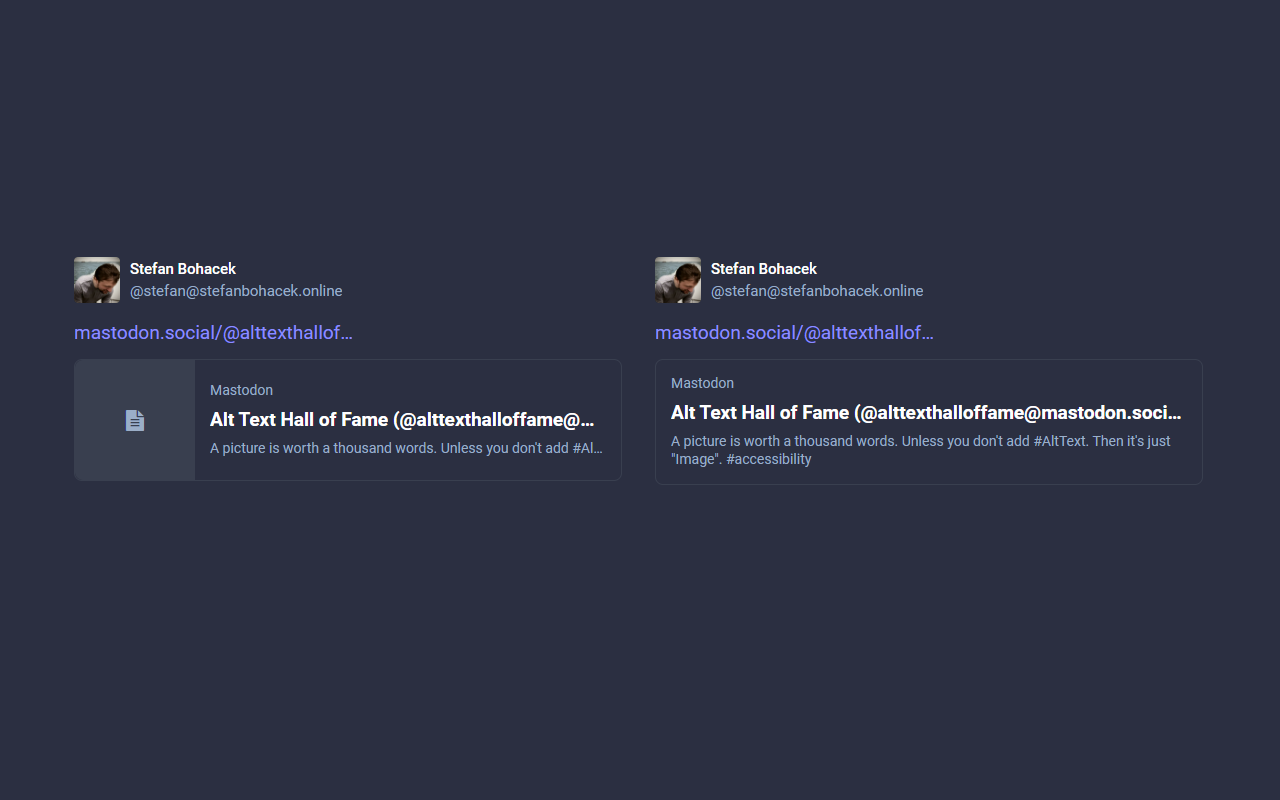 Stefan Bohacek
@stefan@stefanbohacek.online
mastodon.social/@alttexthallof…
Mastodon
Alt Text Hall of Fame (@alttexthalloffame@…
A picture is worth a thousand words. Unless you don't add #Al…
Stefan Bohacek
@stefan@stefanbohacek.online
mastodon.social/@alttexthallof…
Mastodon
Alt Text Hall of Fame (@alttexthalloffame@mastodon.soci…
A picture is worth a thousand words. Unless you don't add #AltText. Then it's just
"Image". #accessibility